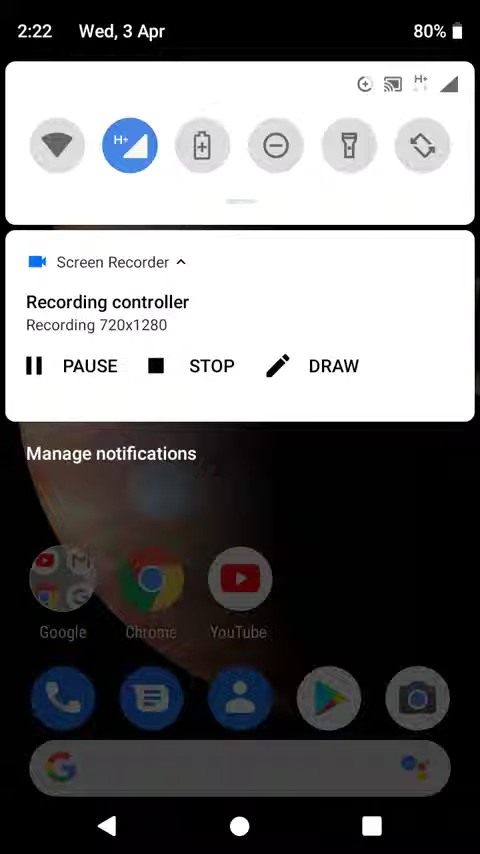 2:22 Wed, 3 Apr 80%
H+
H+
Screen Recorder
Recording controller
Recording 720x1280
PAUSE STOP DRAW
Manage notifications
Google Chrome YouTube